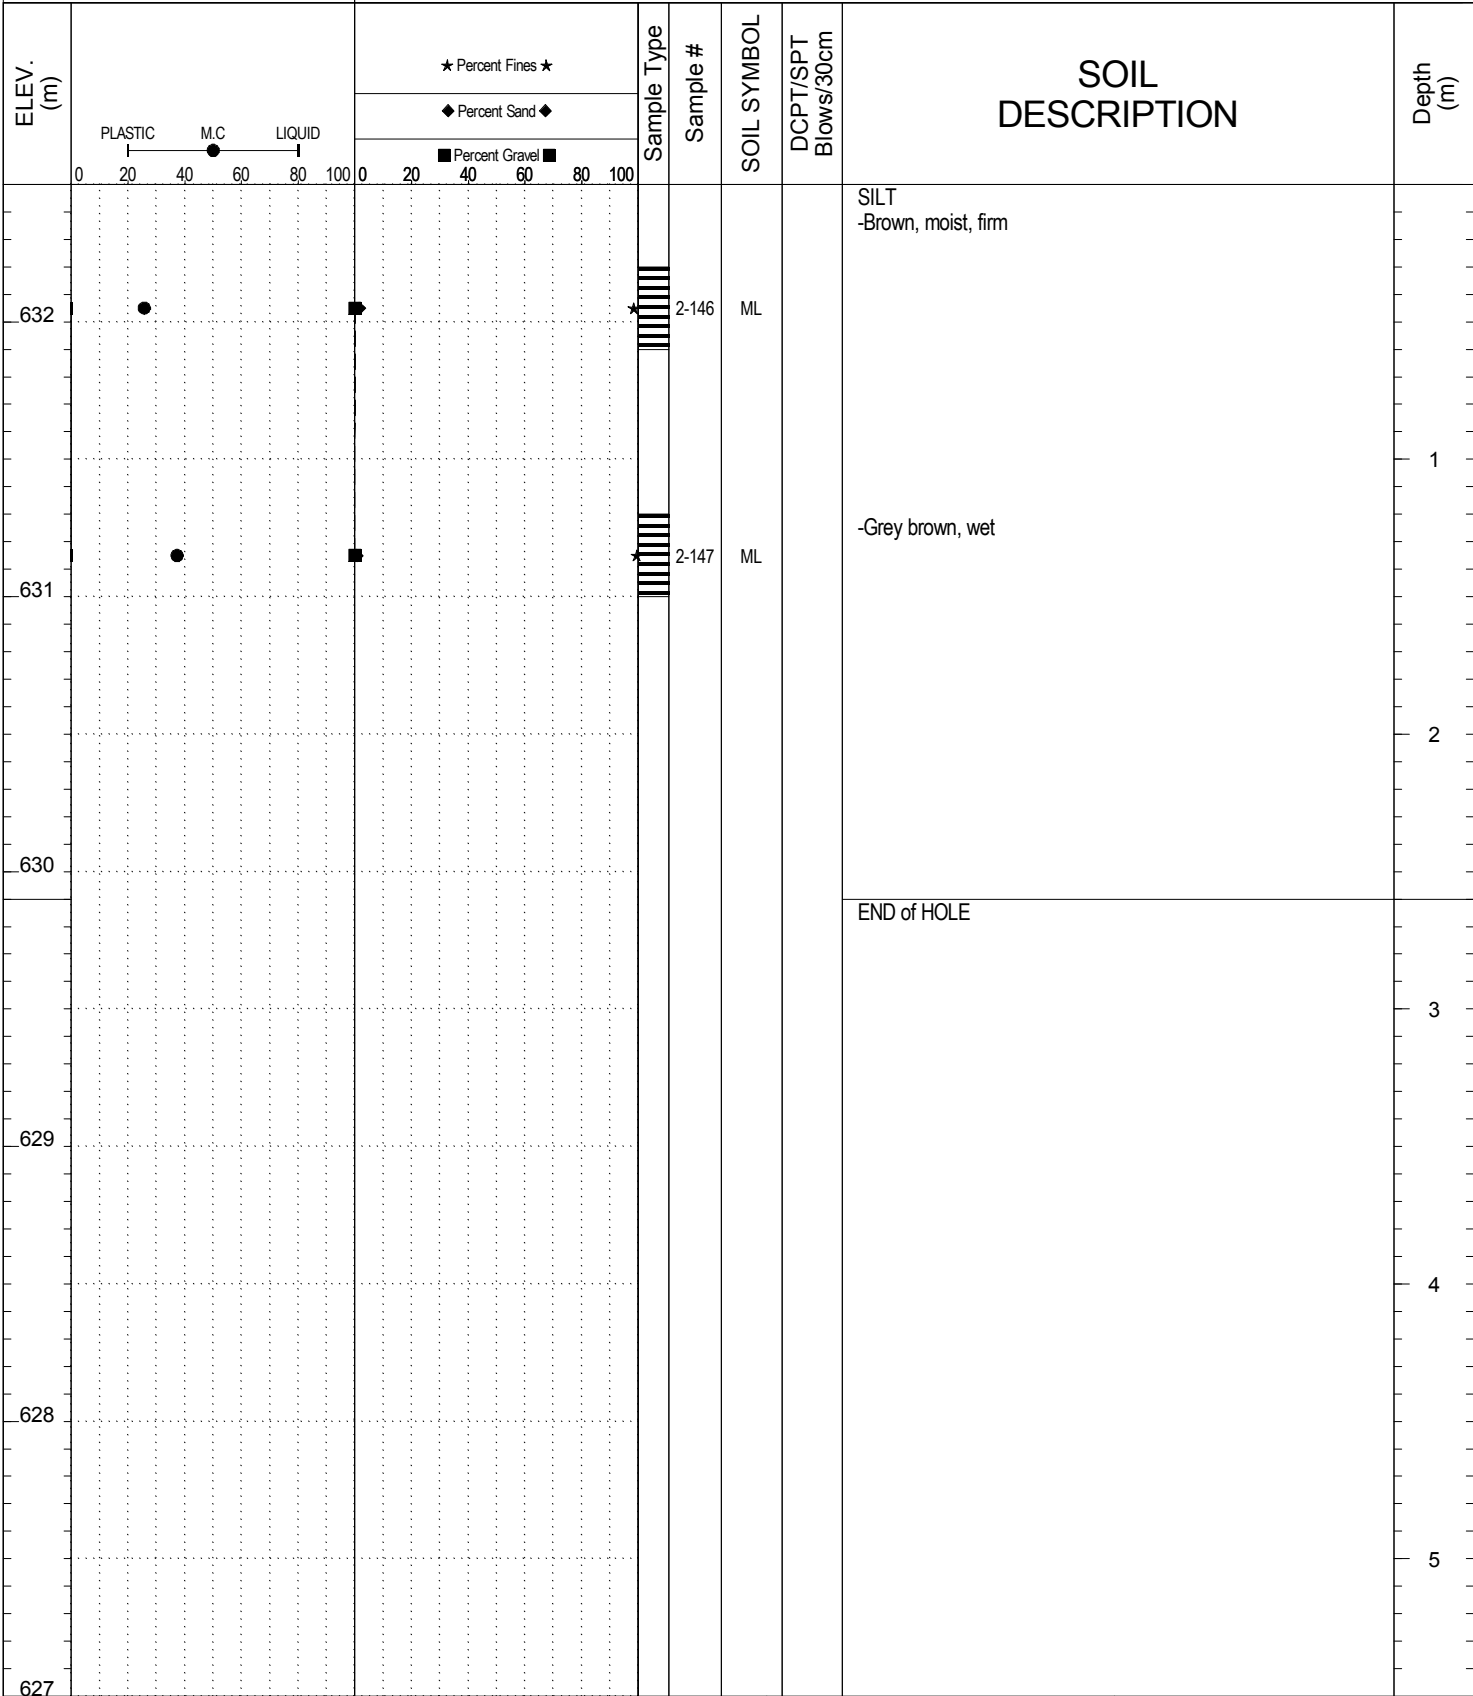 ELEV.
(m)
PLASTIC M.C LIQUID
0 20 40 60 80 100
★ Percent Fines ★
◆ Percent Sand ◆
■ Percent Gravel ■
0 20 40 60 80 100
Sample Type
Sample #
SOIL SYMBOL
DCPT/SPT
Blows/30cm
SOIL
DESCRIPTION
Depth
(m)
SILT
-Brown, moist, firm
632 2-146 ML
1
-Grey brown, wet
2-147 ML
631
2
630
END of HOLE
3
629
4
628
5
627